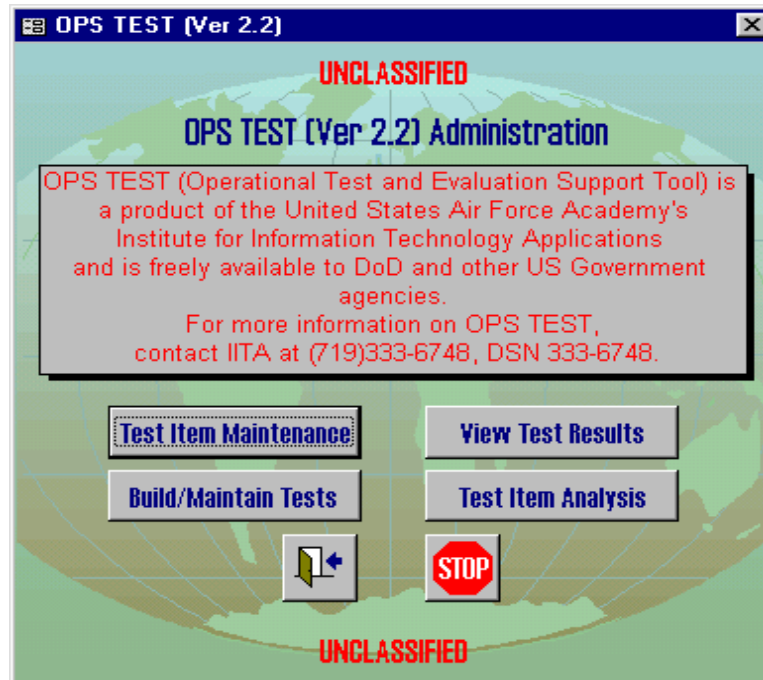 OPS TEST (Ver 2.2)
UNCLASSIFIED
OPS TEST (Ver 2.2) Administration
OPS TEST (Operational Test and Evaluation Support Tool) is
a product of the United States Air Force Academy's
Institute for Information Technology Applications
and is freely available to DoD and other US Government
agencies.
For more information on OPS TEST,
contact IITA at (719)333-6748, DSN 333-6748.
Test Item Maintenance
View Test Results
Build/Maintain Tests
Test Item Analysis
STOP
UNCLASSIFIED